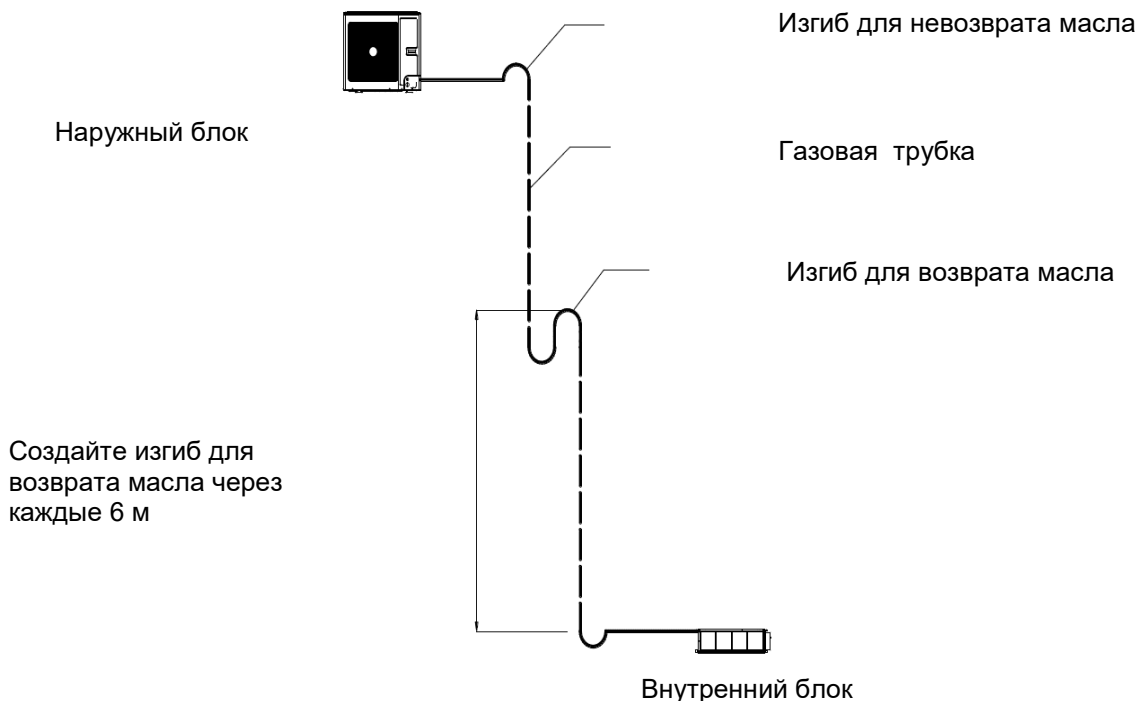 Изгиб для невозврата масла
Наружный блок
Газовая трубка
Изгиб для возврата масла
Создайте изгиб для
возврата масла через
каждые 6 м
Внутренний блок